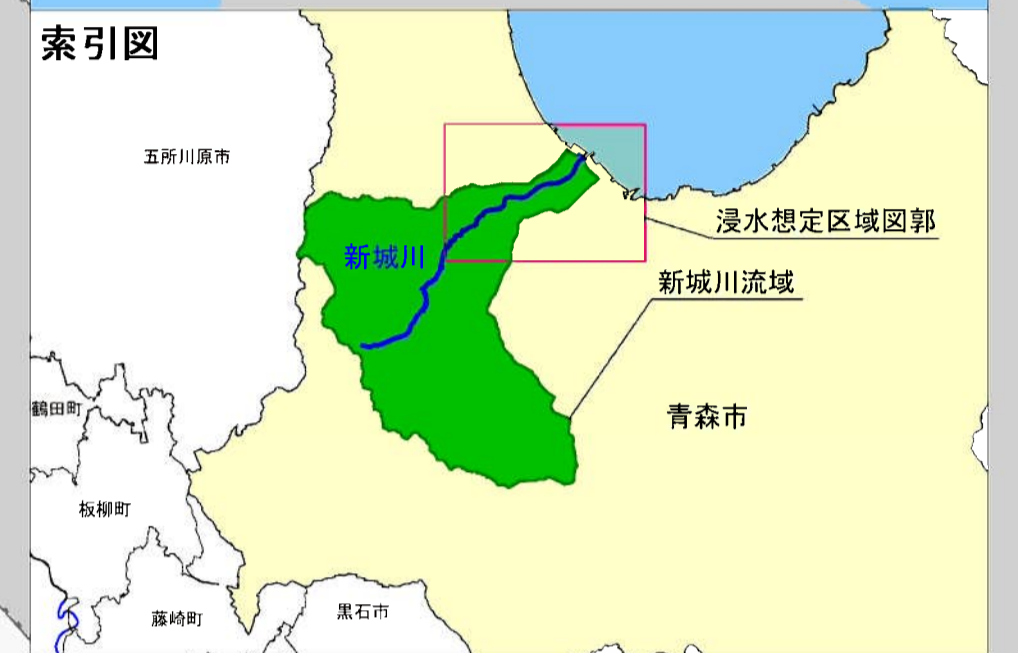 索引図
五所川原市
浸水想定区域図郭
新城川
新城川流域
鶴田町
青森市
板柳町
藤崎町
黒石市